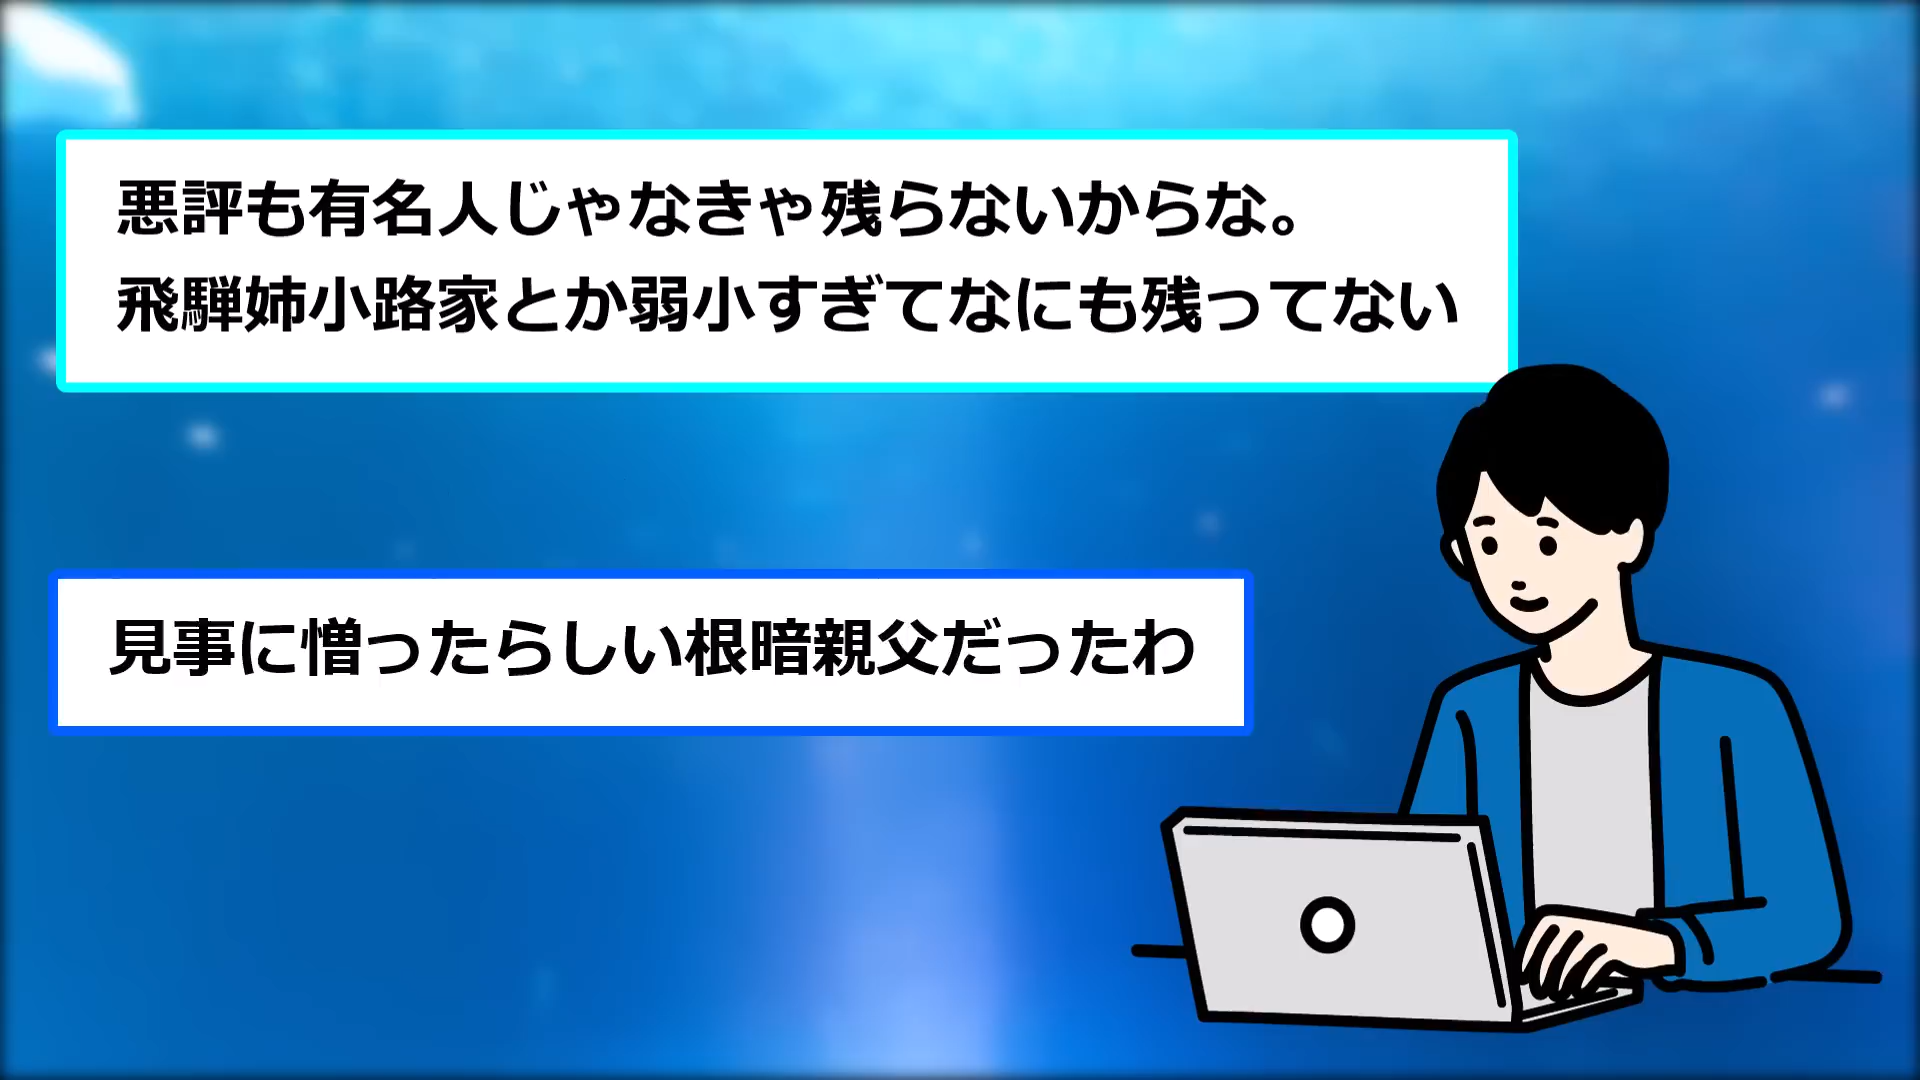 悪評も有名人じゃなきゃ残らないからな。
飛騨姉小路家とか弱小すぎてなにも残ってない
見事に憎ったらしい根暗親父だったわ